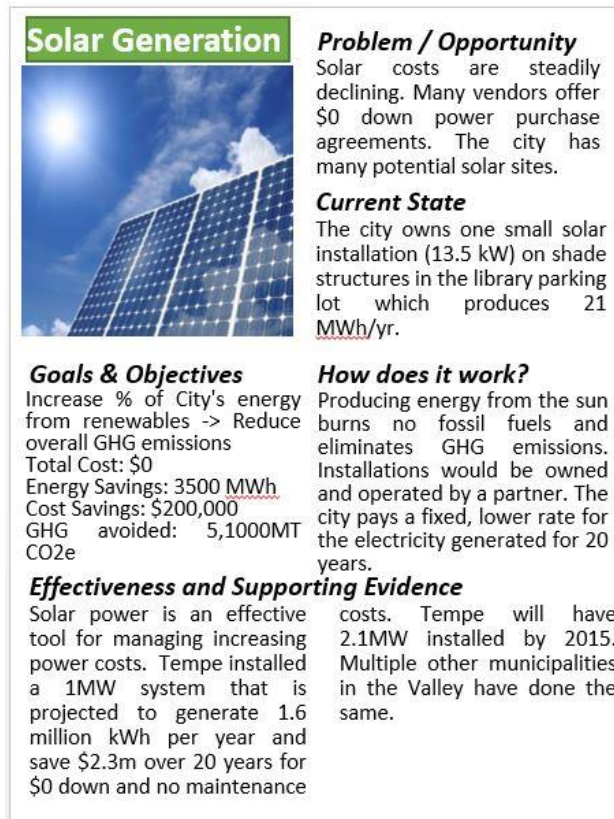 Solar Generation
Problem / Opportunity
Solar costs are steadily
declining. Many vendors offer
$0 down power purchase
agreements. The city has
many potential solar sites.
Current State
The city owns one small solar
installation (13.5 kW) on shade
structures in the library parking
lot which produces 21
MWh/yr.
Goals & Objectives
Increase % of City's energy
from renewables -> Reduce
overall GHG emissions
Total Cost: $0
Energy Savings: 3500 MWh
Cost Savings: $200,000
GHG avoided: 5,1000MT
CO2e
How does it work?
Producing energy from the sun
burns no fossil fuels and
eliminates GHG emissions.
Installations would be owned
and operated by a partner. The
city pays a fixed, lower rate for
the electricity generated for 20
years.
Effectiveness and Supporting Evidence
Solar power is an effective
tool for managing increasing
power costs. Tempe installed
a 1MW system that is
projected to generate 1.6
million kWh per year and
save $2.3m over 20 years for
$0 down and no maintenance
costs. Tempe will have
2.1MW installed by 2015.
Multiple other municipalities
in the Valley have done the
same.